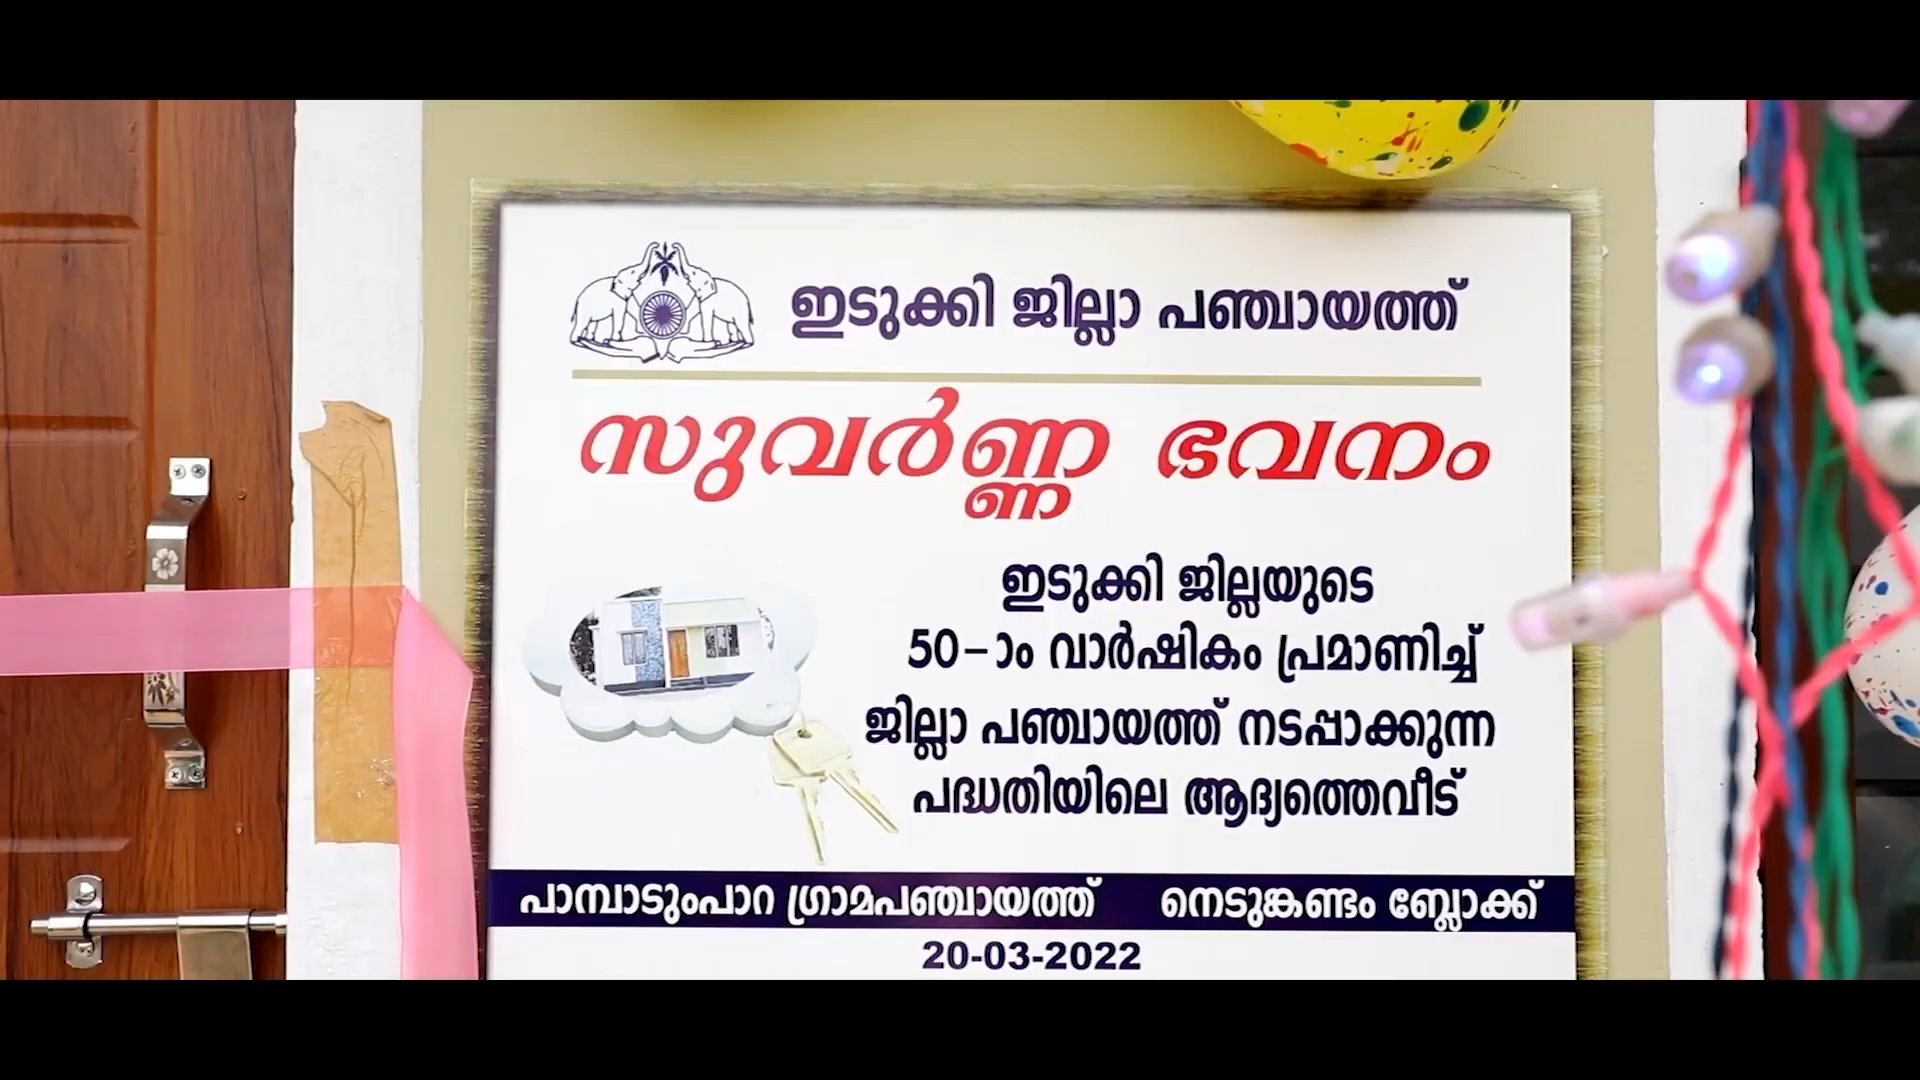 ഇടുക്കി ജില്ലാ പഞ്ചായത്ത്
സുവർണ്ണ ഭവനം
ഇടുക്കി ജില്ലയുടെ
50-ാം വാർഷികം പ്രമാണിച്ച്
ജില്ലാ പഞ്ചായത്ത് നടപ്പാക്കുന്ന
പദ്ധതിയിലെ ആദ്യത്തെവീട്
പാമ്പാടുംപാറ ഗ്രാമപഞ്ചായത്ത് നെടുങ്കണ്ടം ബ്ലോക്ക്
20-03-2022